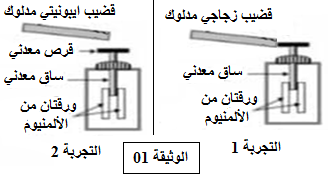 قضيب زجاجي مدلوك
ساق معدني
ورقتان من
الألمنيوم
التجربة 1
قضيب ايبونيتي مدلوك
قرص معدني
ساق معدني
ورقتان من
الألمنيوم
التجربة 2
الوثيقة 01